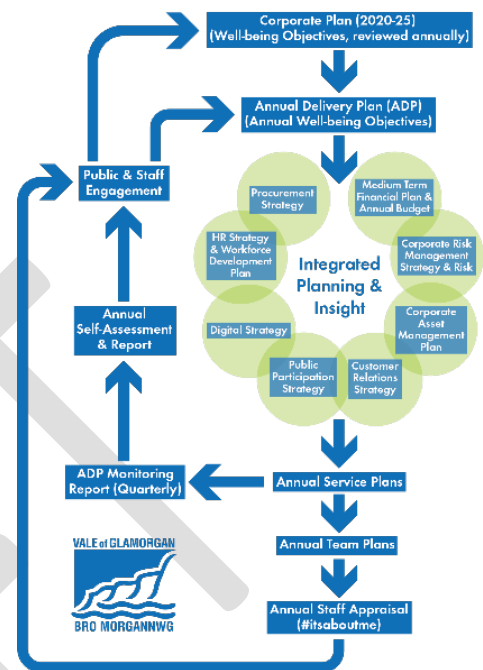 Corporate Plan (2020-25)
(Well-being Objectives, reviewed annually)
Annual Delivery Plan (ADP)
(Annual Well-being Objectives)
Public & Staff
Engagement
Procurement
Strategy
Medium Term
Financial Plan &
Annual Budget
HR Strategy
& Workforce
Development
Plan
Corporate Risk
Management
Strategy & Risk
Integrated
Planning &
Insight
Annual
Self-Assessment
& Report
Digital Strategy
Corporate
Asset
Management
Plan
Public
Participation
Strategy
Customer
Relations
Strategy
ADP Monitoring
Report (Quarterly)
Annual Service Plans
Annual Team Plans
Annual Staff Appraisal
(#itsaboutme)
VALE of GLAMORGAN
BRO MORGANNWG